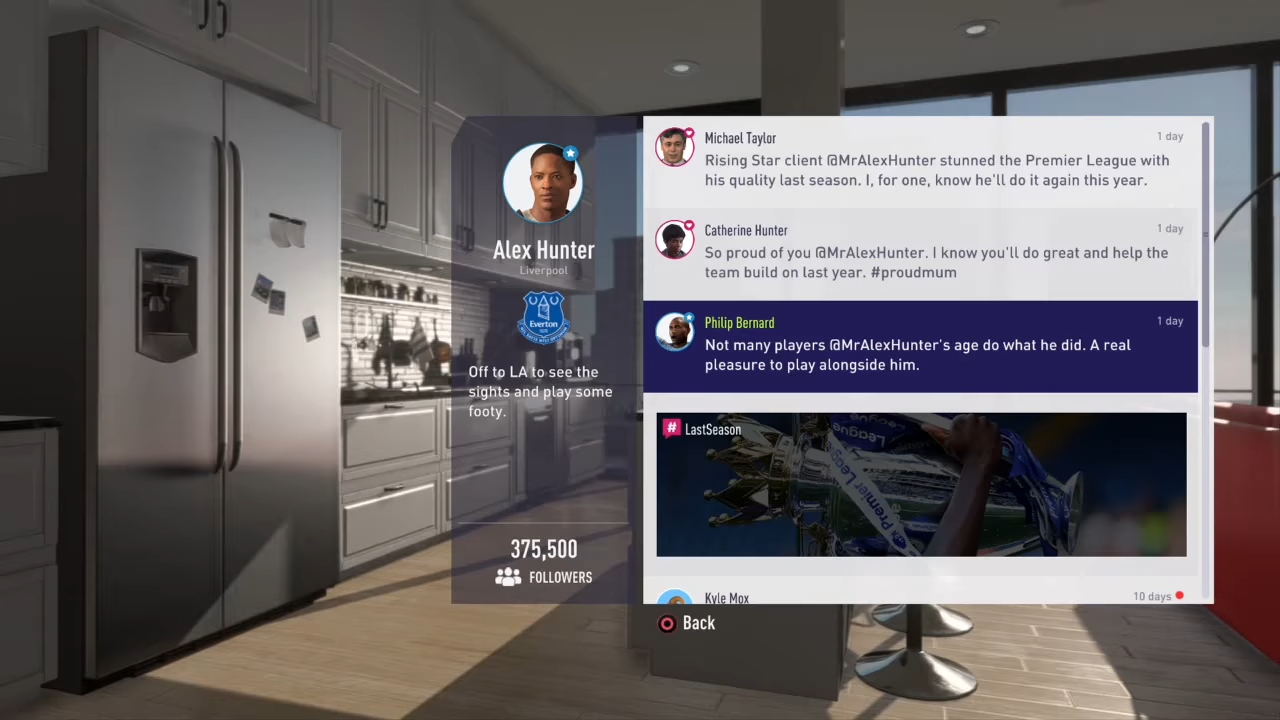 Alex Hunter
Liverpool
Everton
Off to LA to see the
sights and play some
footy.
375,500
FOLLOWERS
Michael Taylor
1 day
Rising Star client @MrAlexHunter stunned the Premier League with
his quality last season. I, for one, know he'll do it again this year.
Catherine Hunter
1 day
So proud of you @MrAlexHunter. I know you'll do great and help the
team build on last year. #proudmum
Philip Bernard
1 day
Not many players @MrAlexHunter's age do what he did. A real
pleasure to play alongside him.
# LastSeason
League
League
Premier League
Kyle Mox
10 days
Back